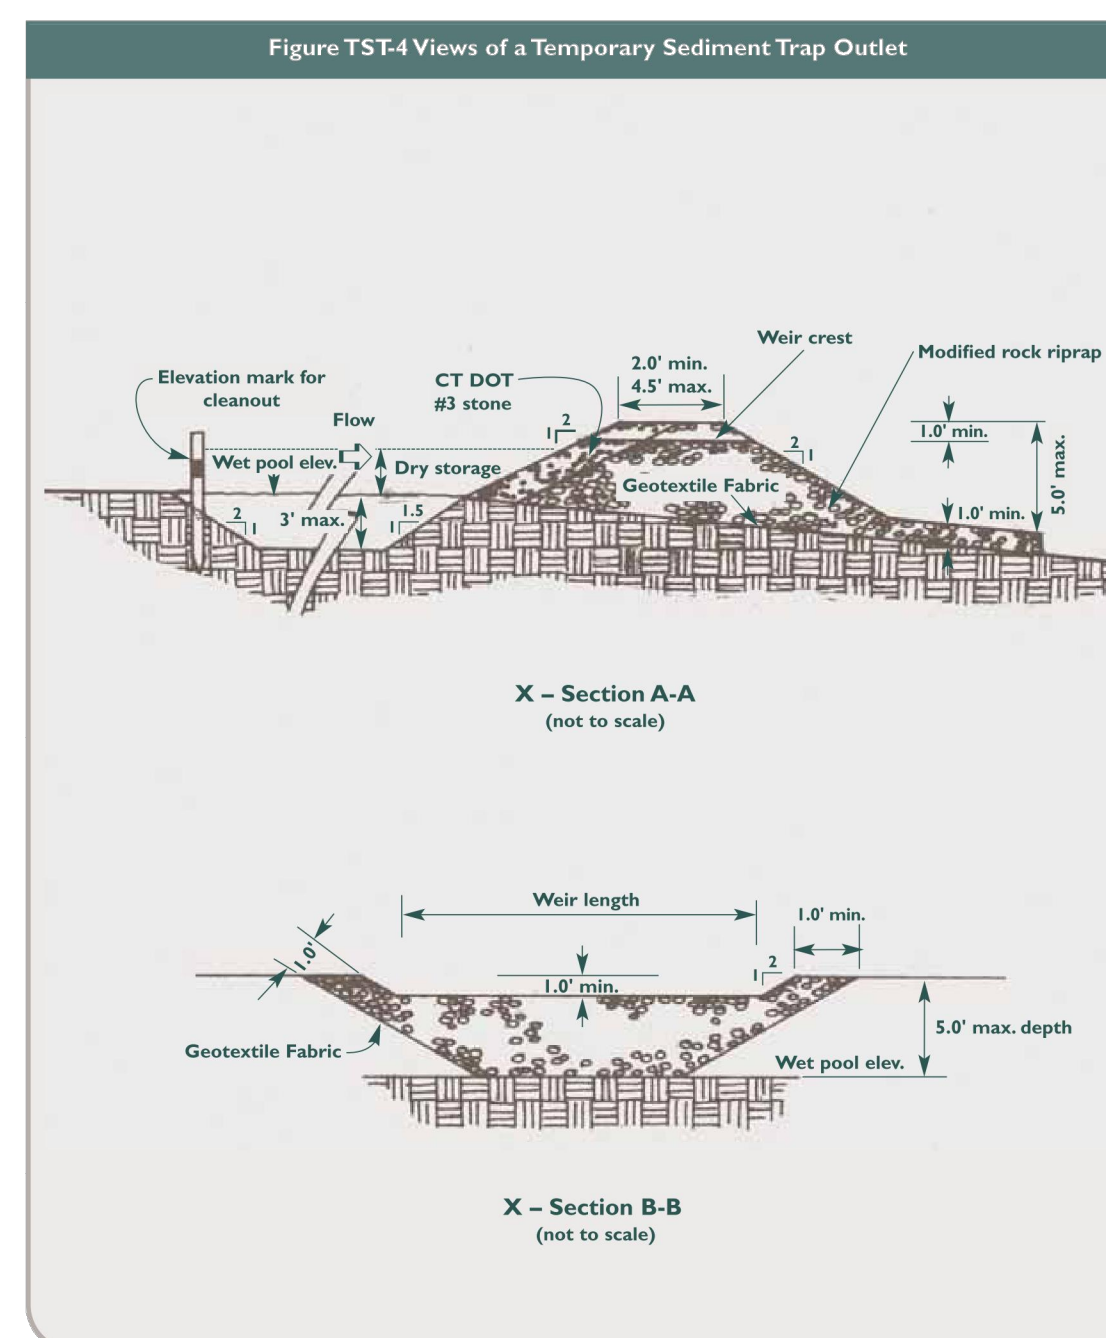 Figure TST-4 Views of a Temporary Sediment Trap Outlet
Weir crest
2.0' min.
4.5' max.
Modified rock riprap
Elevation mark for
cleanout
CT DOT
#3 stone
Flow
2
1
1.0' min.
5.0' max.
2
1
Wet pool elev.
Dry storage
Geotextile Fabric
2
1
3' max.
1.5
1
1.0' min.
X – Section A-A
(not to scale)
Weir length
1.0' min.
1.0'
2
1
1.0' min.
5.0' max. depth
Geotextile Fabric
Wet pool elev.
X – Section B-B
(not to scale)